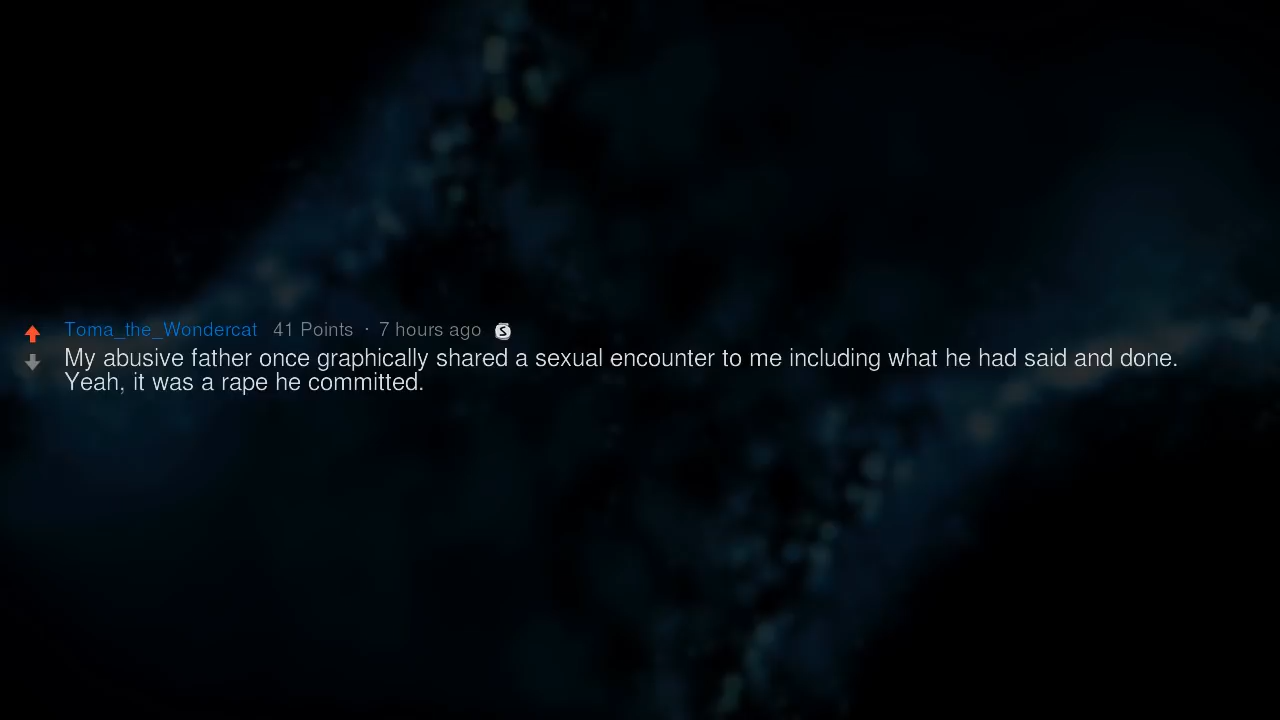 Toma_the_Wondercat 41 Points · 7 hours ago S
My abusive father once graphically shared a sexual encounter to me including what he had said and done.
Yeah, it was a rape he committed.